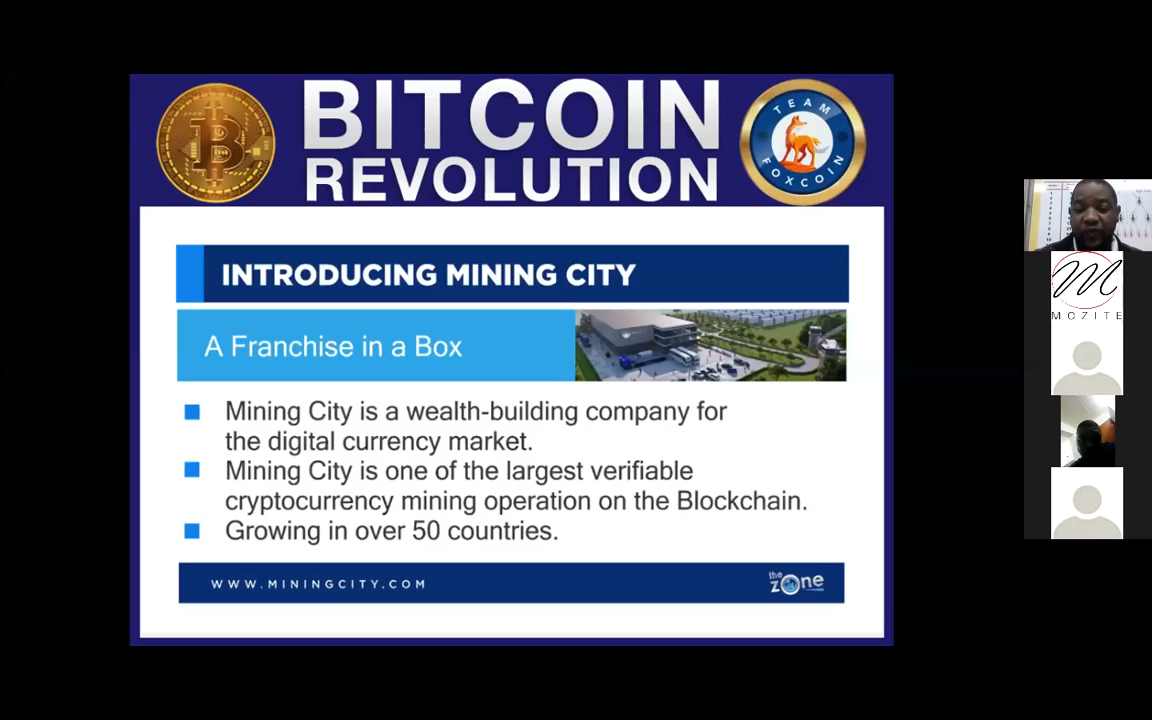 BITCOIN
REVOLUTION
TEAM
FOXCOIN
INTRODUCING MINING CITY
A Franchise in a Box
Mining City is a wealth-building company for
the digital currency market.
Mining City is one of the largest verifiable
cryptocurrency mining operation on the Blockchain.
Growing in over 50 countries.
WWW.MININGCITY.COM
the
zone
M
MOZITE